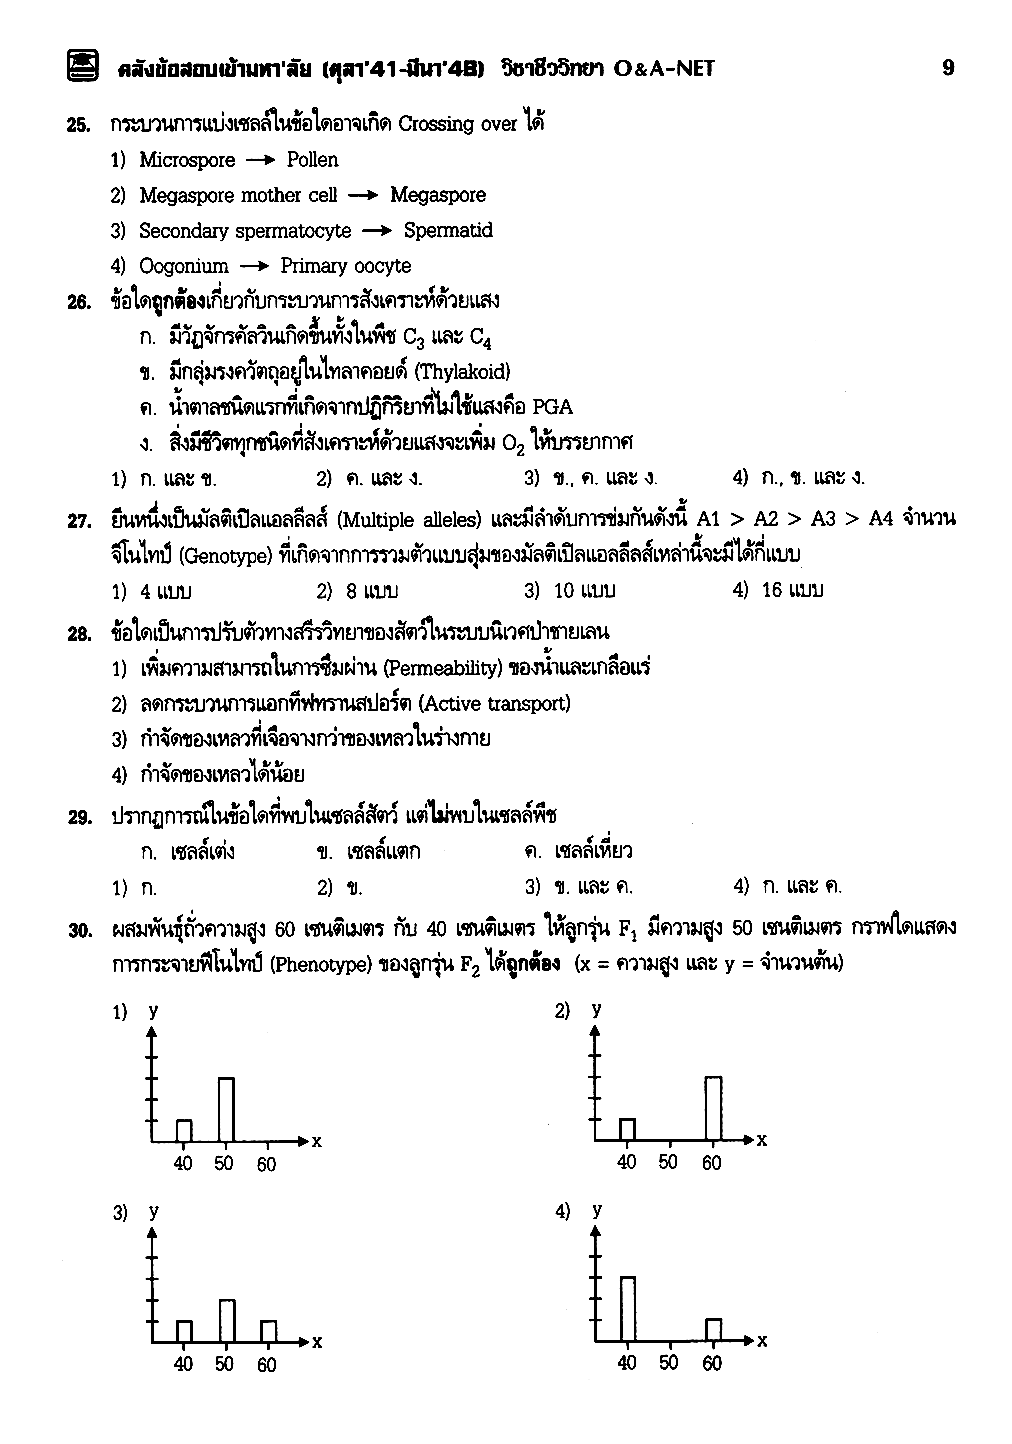 คลังข้อสอบเข้ามหา'ลัย (ตุลา'41-มีนา'48) วิชาชีววิทยา O&A-NET 9
25. กระบวนการแบ่งเซลล์ในข้อใดอาจเกิด Crossing over ได้
1) Microspore → Pollen
2) Megaspore mother cell → Megaspore
3) Secondary spermatocyte → Spermatid
4) Oogonium → Primary oocyte
26. ข้อใดถูกต้องเกี่ยวกับกระบวนการสังเคราะห์ด้วยแสง
ก. มีวัฏจักรคัลวินเกิดขึ้นทั้งในพืช C3 และ C4
ข. มีกลุ่มรงควัตถุอยู่ในไทลาคอยด์ (Thylakoid)
ค. น้ำตาลชนิดแรกที่เกิดจากปฏิกิริยาที่ไม่ใช้แสงคือ PGA
ง. สิ่งมีชีวิตทุกชนิดที่สังเคราะห์ด้วยแสงจะเพิ่ม O2 ให้บรรยากาศ
1) ก. และ ข. 2) ค. และ ง. 3) ข., ค. และ ง. 4) ก., ข. และ ง.
27. ยีนหนึ่งเป็นมัลติเปิลแอลลีลส์ (Multiple alleles) และมีลำดับการข่มกันดังนี้ A1 > A2 > A3 > A4 จำนวน
จีโนไทป์ (Genotype) ที่เกิดจากการรวมตัวแบบสุ่มของมัลติเปิลแอลลีลส์เหล่านี้จะมีได้กี่แบบ
1) 4 แบบ 2) 8 แบบ 3) 10 แบบ 4) 16 แบบ
28. ข้อใดเป็นการปรับตัวทางสรีรวิทยาของสัตว์ในระบบนิเวศป่าชายเลน
1) เพิ่มความสามารถในการซึมผ่าน (Permeability) ของน้ำและเกลือแร่
2) ลดกระบวนการแอกทีฟทรานสปอร์ต (Active transport)
3) กำจัดของเหลวที่เจือจางกว่าของเหลวในร่างกาย
4) กำจัดของเหลวได้น้อย
29. ปรากฏการณ์ในข้อใดที่พบในเซลล์สัตว์ แต่ไม่พบในเซลล์พืช
ก. เซลล์เต่ง ข. เซลล์แตก ค. เซลล์เหี่ยว
1) ก. 2) ข. 3) ข. และ ค. 4) ก. และ ค.
30. ผสมพันธุ์ถั่วความสูง 60 เซนติเมตร กับ 40 เซนติเมตร ให้ลูกรุ่น F1 มีความสูง 50 เซนติเมตร กราฟใดแสดง
การกระจายฟีโนไทป์ (Phenotype) ของลูกรุ่น F2 ได้ถูกต้อง (x = ความสูง และ y = จำนวนต้น)
1) y 2) y
x x
40 50 60 40 50 60
3) y 4) y
x x
40 50 60 40 50 60